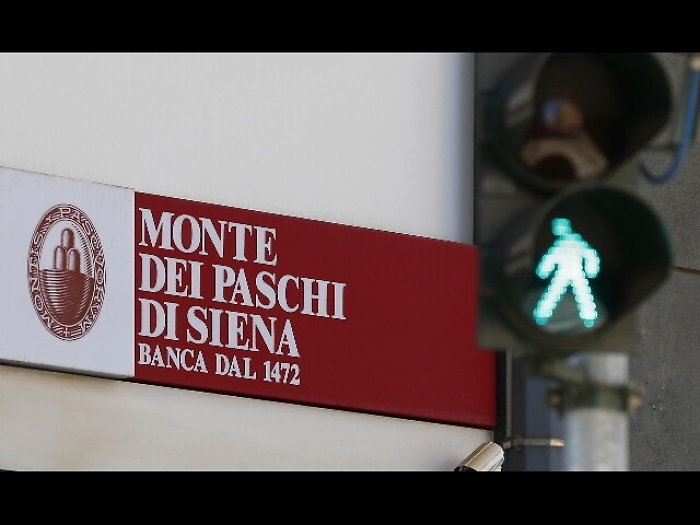 MONTE
DEI PASCHI
DI SIENA
BANCA DAL 1472